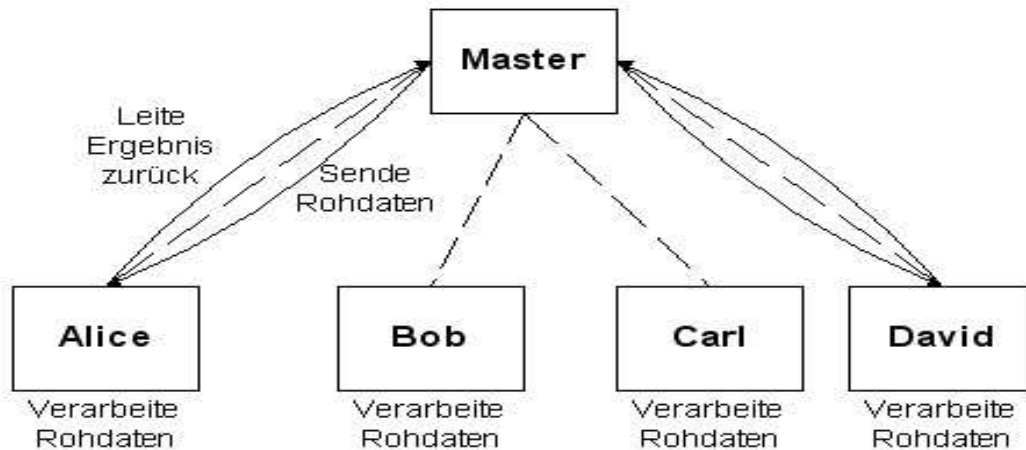 Master
Leite
Ergebnis
zurück
Sende
Rohdaten
Alice
Bob
Carl
David
Verarbeite
Rohdaten
Verarbeite
Rohdaten
Verarbeite
Rohdaten
Verarbeite
Rohdaten